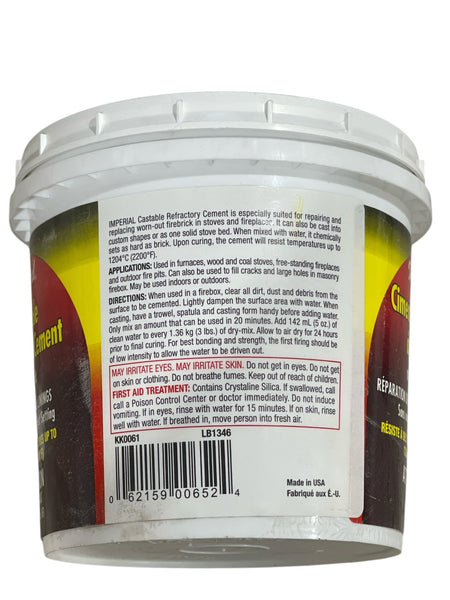 IMPERIAL Castable Refractory Cement is especially suited for repairing and
replacing worn-out firebrick in stoves and fireplaces. It can also be cast into
custom shapes or as one solid stove bed. When mixed with water, it chemically
sets as hard as brick. Upon curing, the cement will resist temperatures up to
1204°C (2200°F).
APPLICATIONS: Used in furnaces, wood and coal stoves, free-standing fireplaces
and outdoor fire pits. Can also be used to fill cracks and large holes in masonry
firebox. May be used indoors or outdoors.
DIRECTIONS: When used in a firebox, clear all dirt, dust and debris from the
surface to be cemented. Lightly dampen the surface area with water. When
casting, have a trowel, spatula and casting form handy before adding water.
Only mix an amount that can be used in 20 minutes. Add 142 mL (5 oz.) of
clean water to every 1.36 kg (3 lbs.) of dry-mix. Allow to air dry for 24 hours
prior to final curing. For best bonding and strength, the first firing should be
of low intensity to allow the water to be driven out.
MAY IRRITATE EYES. MAY IRRITATE SKIN. Do not get in eyes. Do not get
on skin or clothing. Do not breathe fumes. Keep out of reach of children.
FIRST AID TREATMENT: Contains Crystaline Silica. If swallowed, call
call a Poison Control Center or doctor immediately. Do not induce
vomiting. If in eyes, rinse with water for 15 minutes. If on skin, rinse
well with water. If breathed in, move person into fresh air.
KK0061 LB1346
0 62159 00652 4
Made in USA
Fabriqué aux É.-U.
ement
UP TO
Cime
RÉPARATION
RÉSISTE À